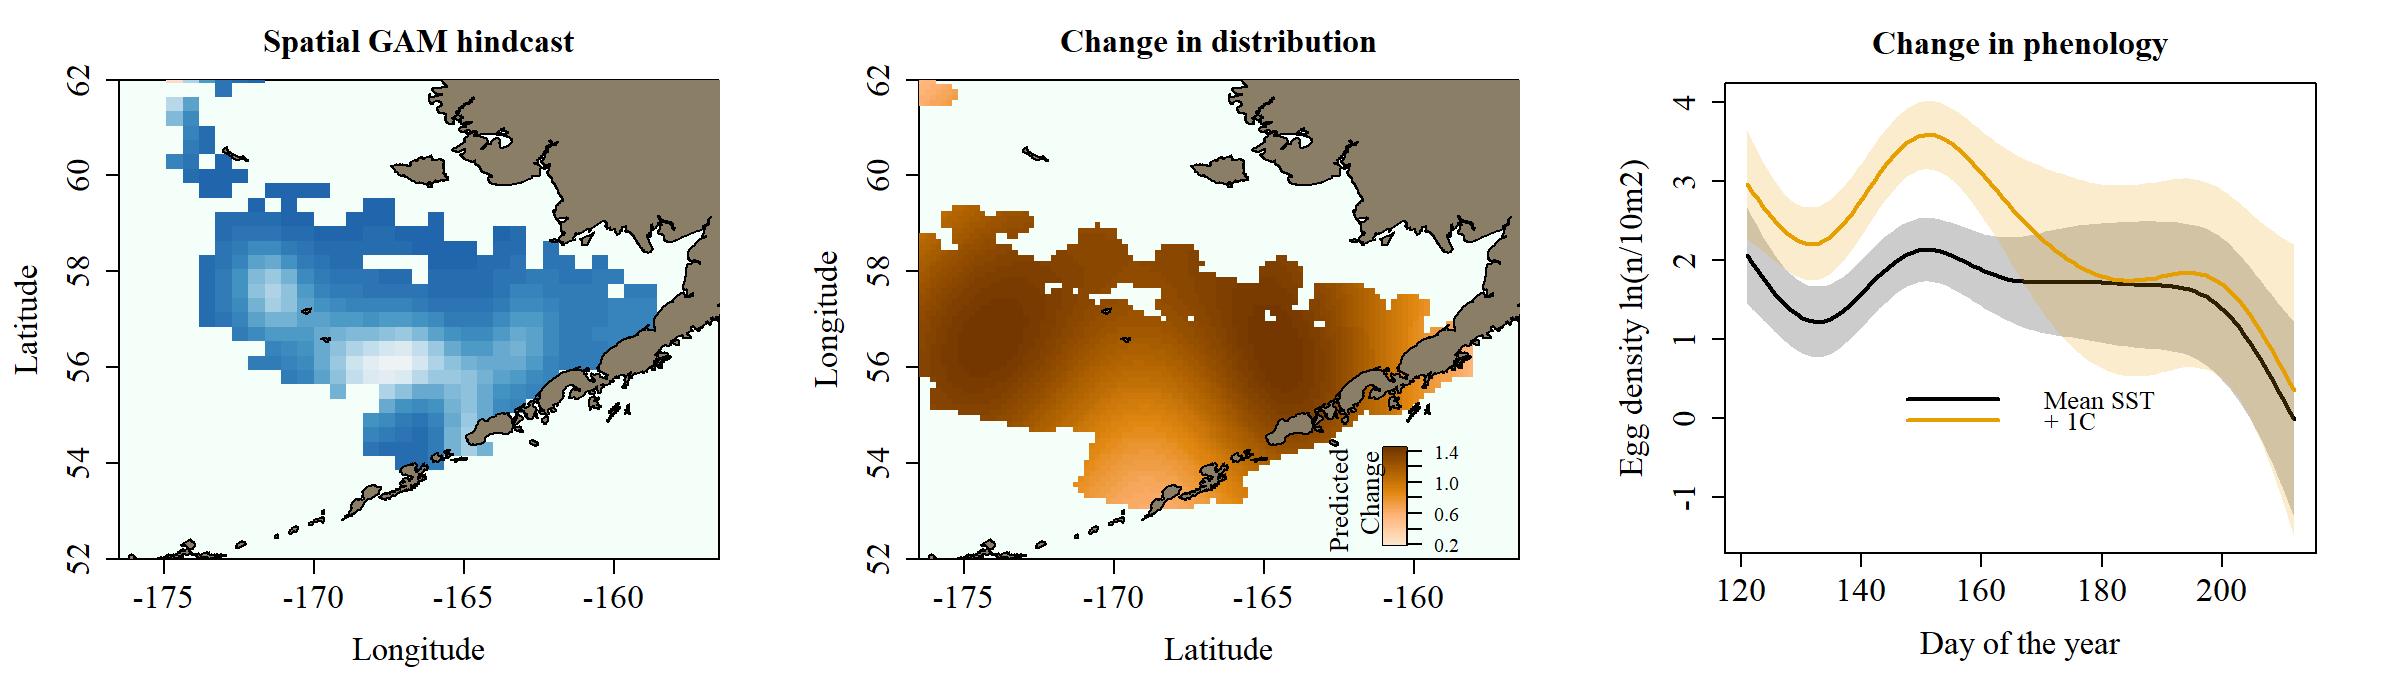 Spatial GAM hindcast
Latitude
62
60
58
56
54
52
-175 -170 -165 -160
Longitude
Change in distribution
Longitude
62
60
58
56
54
52
Predicted
Change
1.4
1.0
0.6
0.2
-175 -170 -165 -160
Latitude
Change in phenology
Egg density ln(n/10m2)
4
3
2
1
0
-1
Mean SST
+ 1C
120 140 160 180 200
Day of the year